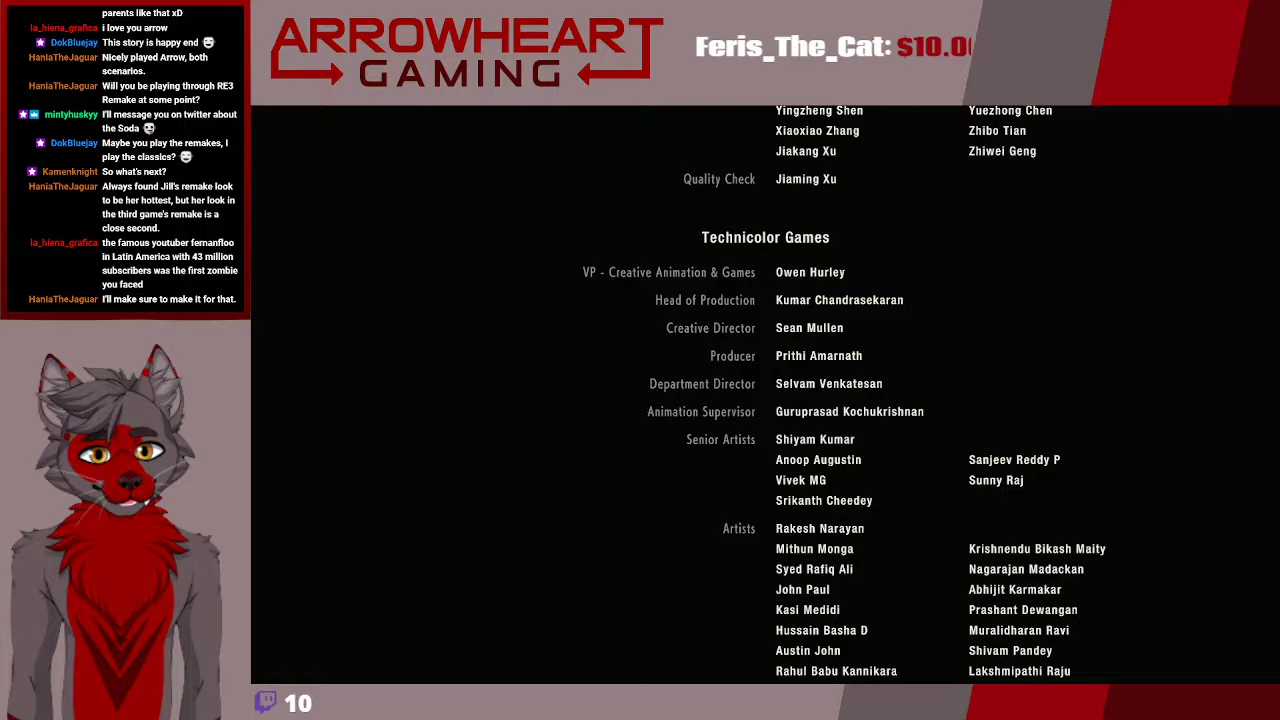 parents like that xD
la_hiena_grafica i love you arrow
DokBluejay This story is happy end
HaniaTheJaguar Nicely played Arrow, both
scenarios.
HaniaTheJaguar Will you be playing through RE3
Remake at some point?
mintyhuskyy I'll message you on twitter about
the Soda
DokBluejay Maybe you play the remakes, I
play the classics?
Kamenknight So what's next?
HaniaTheJaguar Always found Jill's remake look
to be her hottest, but her look in
the third game's remake is a
close second.
la_hiena_grafica the famous youtuber fernanfloo
in Latin America with 43 million
subscribers was the first zombie
you faced
HaniaTheJaguar I'll make sure to make it for that.
ARROWHEART
GAMING
Feris_The_Cat: $10.00
Yingzheng Shen Yuezhong Chen
Xiaoxiao Zhang Zhibo Tian
Jiakang Xu Zhiwei Geng
Quality Check Jiaming Xu
Technicolor Games
VP - Creative Animation & Games Owen Hurley
Head of Production Kumar Chandrasekaran
Creative Director Sean Mullen
Producer Prithi Amarnath
Department Director Selvam Venkatesan
Animation Supervisor Guruprasad Kochukrishnan
Senior Artists Shiyam Kumar
Anoop Augustin Sanjeev Reddy P
Vivek MG Sunny Raj
Srikanth Cheedey
Artists Rakesh Narayan
Mithun Monga Krishnendu Bikash Maity
Syed Rafiq Ali Nagarajan Madackan
John Paul Abhijit Karmakar
Kasi Medidi Prashant Dewangan
Hussain Basha D Muralidharan Ravi
Austin John Shivam Pandey
Rahul Babu Kannikara Lakshmipathi Raju
10